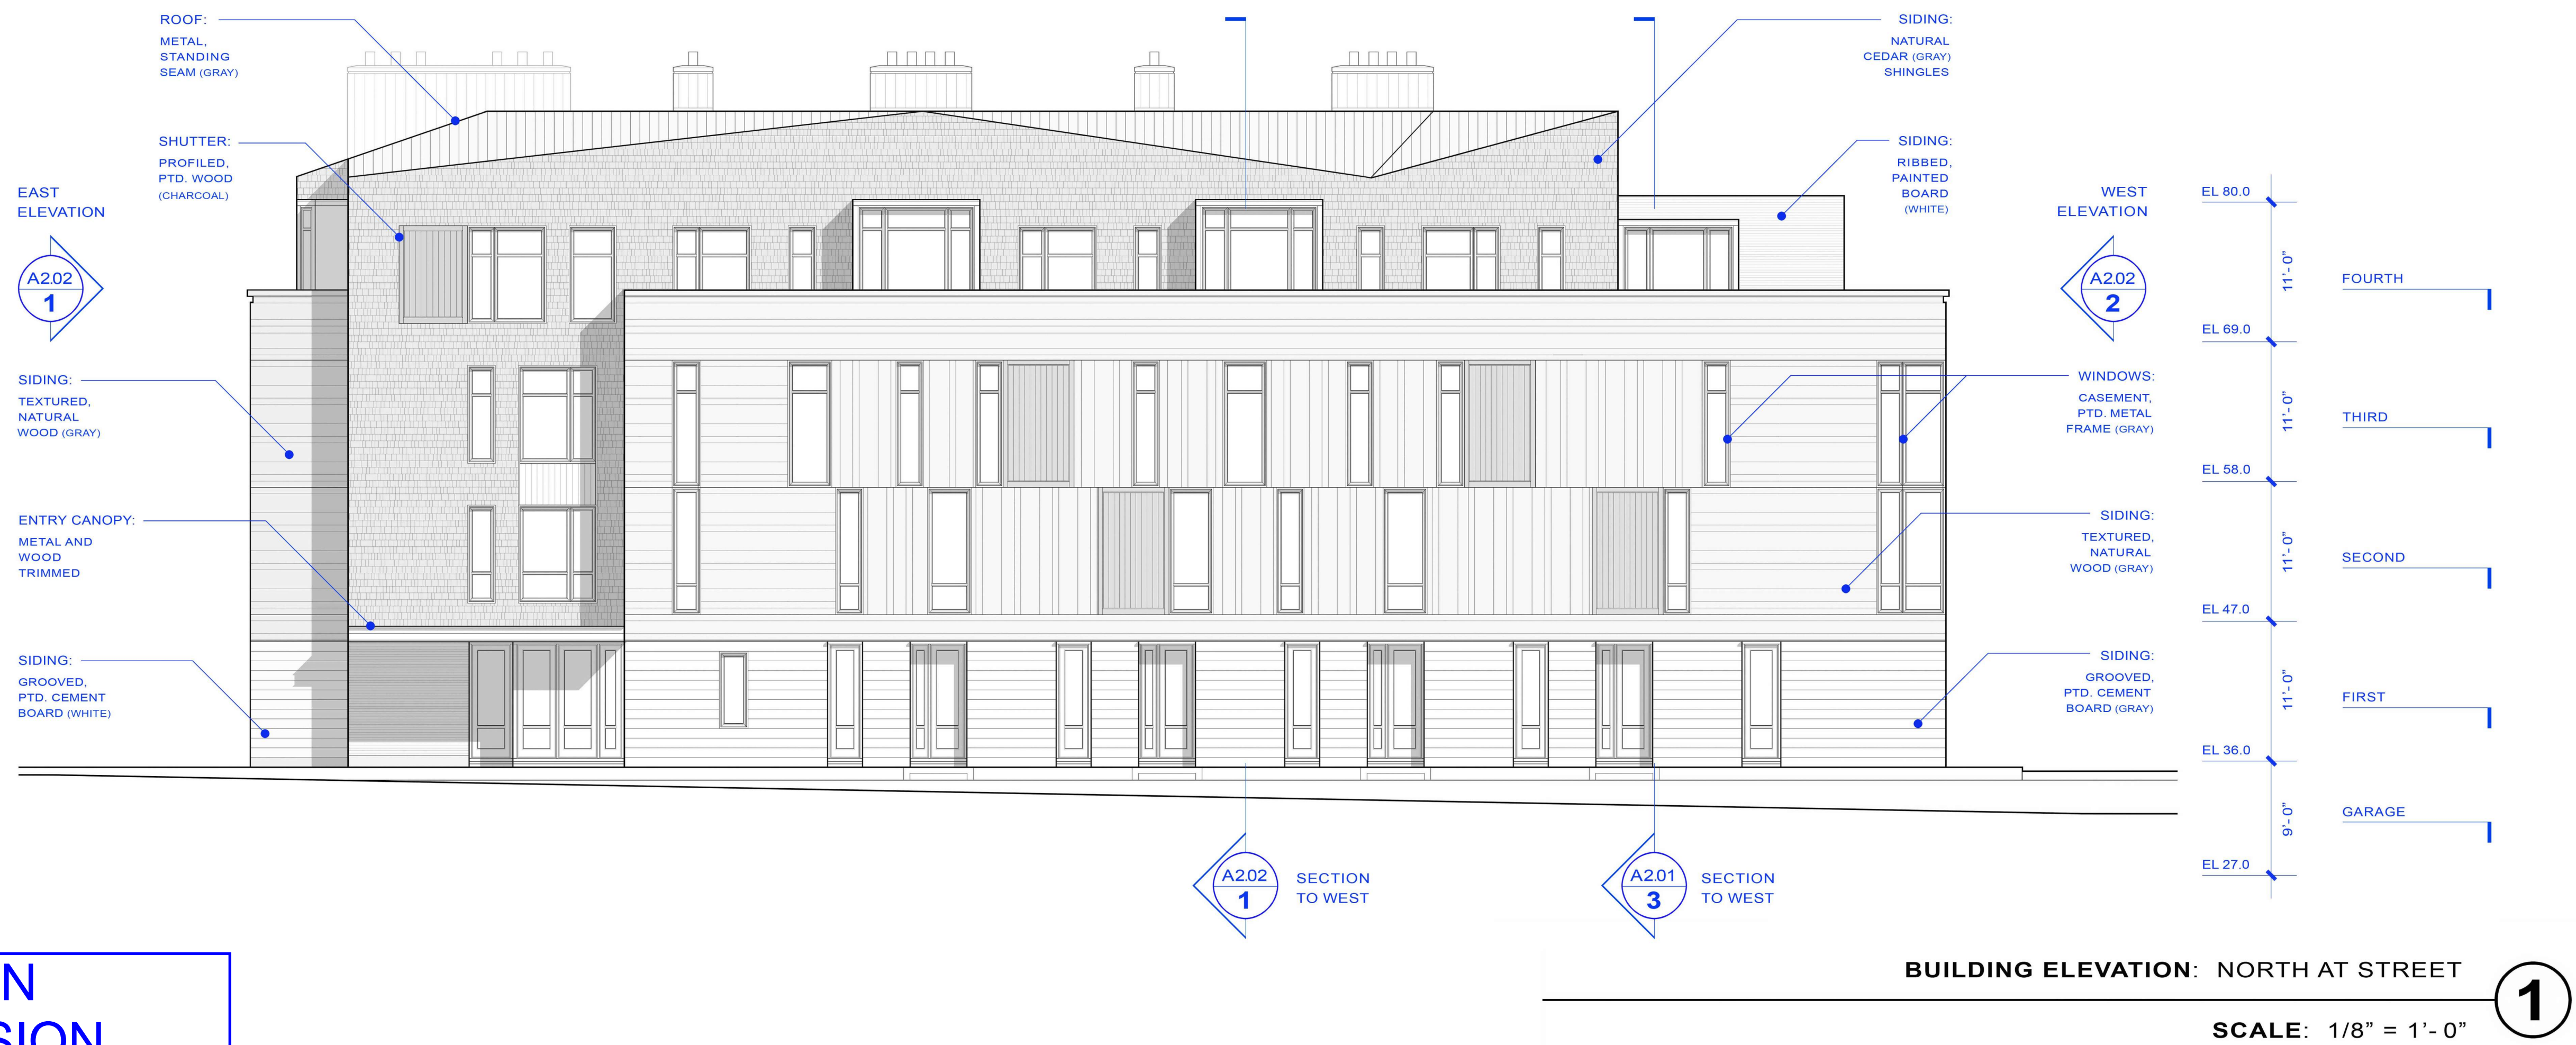 ROOF:
METAL,
STANDING
SEAM (GRAY)
SHUTTER:
PROFILED,
PTD. WOOD
(CHARCOAL)
EAST
ELEVATION
A2.02
1
SIDING:
TEXTURED,
NATURAL
WOOD (GRAY)
ENTRY CANOPY:
METAL AND
WOOD
TRIMMED
SIDING:
GROOVED,
PTD. CEMENT
BOARD (WHITE)
SIDING:
NATURAL
CEDAR (GRAY)
SHINGLES
SIDING:
RIBBED,
PAINTED
BOARD
(WHITE)
WEST
ELEVATION
A2.02
2
WINDOWS:
CASEMENT,
PTD. METAL
FRAME (GRAY)
SIDING:
TEXTURED,
NATURAL
WOOD (GRAY)
SIDING:
GROOVED,
PTD. CEMENT
BOARD (GRAY)
EL 80.0
11'- 0"
FOURTH
EL 69.0
11'- 0"
THIRD
EL 58.0
11'- 0"
SECOND
EL 47.0
11'- 0"
FIRST
EL 36.0
9'- 0"
GARAGE
EL 27.0
A2.02
1
SECTION
TO WEST
A2.01
3
SECTION
TO WEST
N
SION
BUILDING ELEVATION: NORTH AT STREET
1
SCALE: 1/8" = 1'- 0"